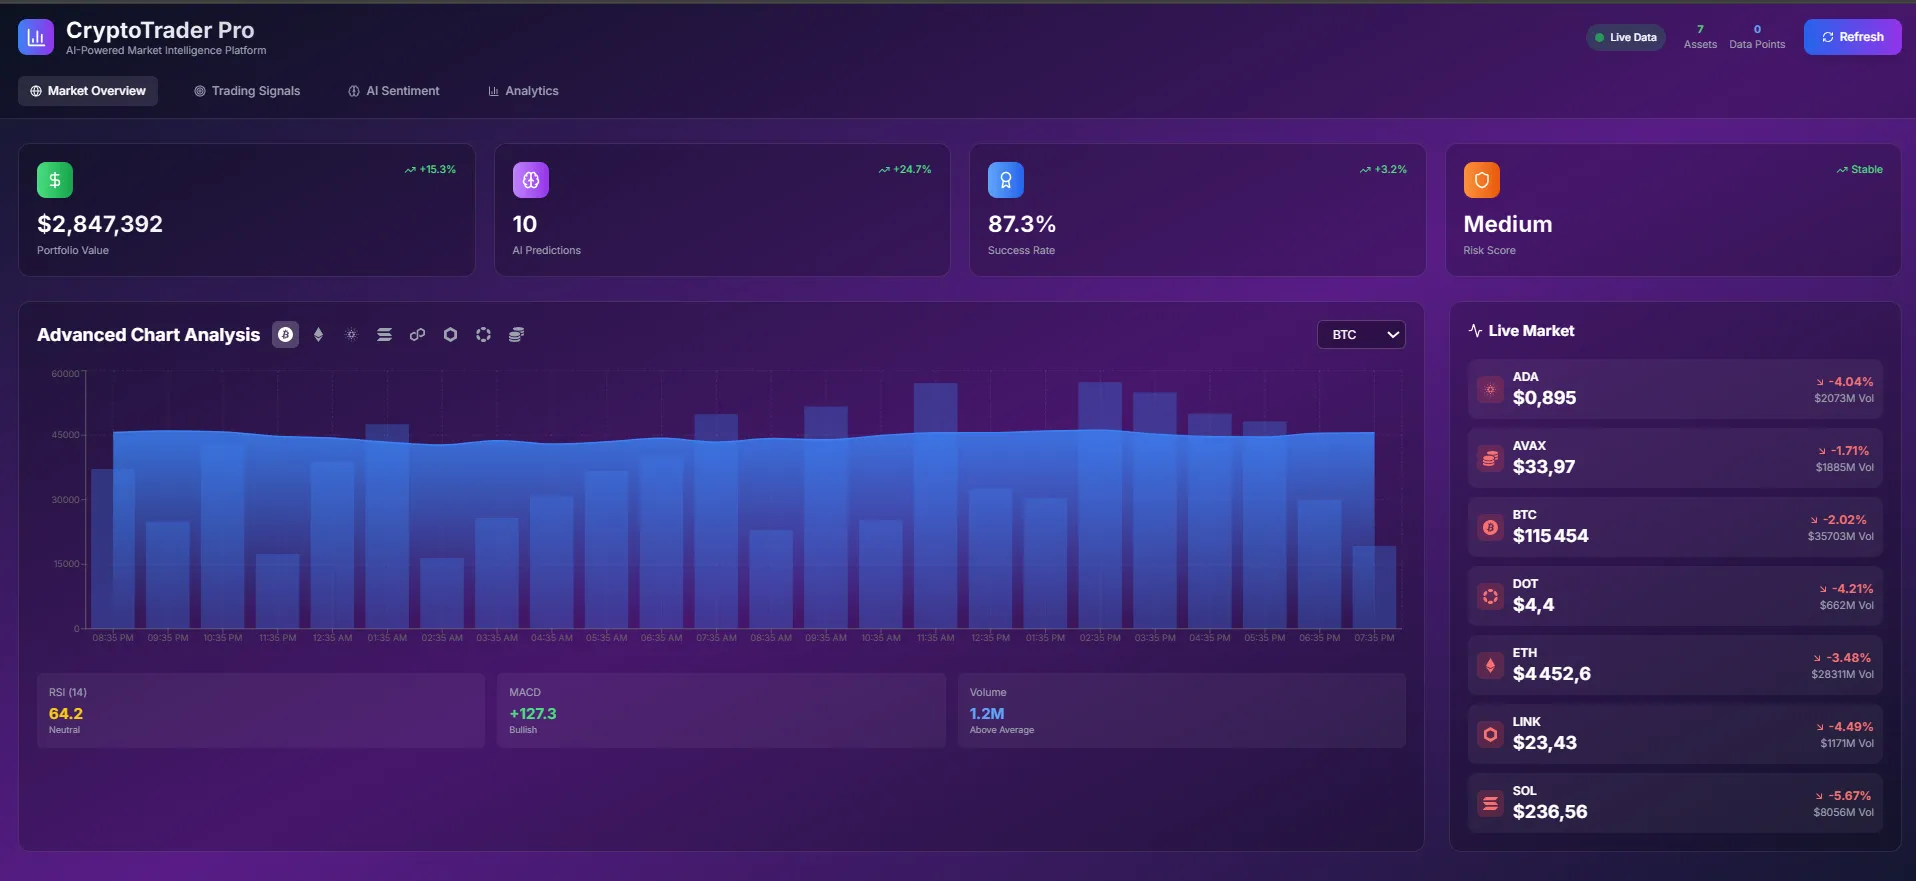 CryptoTrader Pro
AI-Powered Market Intelligence Platform
Live Data
7
Assets
0
Data Points
Refresh
Market Overview
Trading Signals
AI Sentiment
Analytics
+15.3%
$2,847,392
Portfolio Value
+24.7%
10
AI Predictions
+3.2%
87.3%
Success Rate
Stable
Medium
Risk Score
Advanced Chart Analysis
BTC
60000
45000
30000
15000
0
08:35 PM 09:35 PM 10:35 PM 11:35 PM 12:35 AM 01:35 AM 02:35 AM 03:35 AM 04:35 AM 05:35 AM 06:35 AM 07:35 AM 08:35 AM 09:35 AM 10:35 AM 11:35 AM 12:35 PM 01:35 PM 02:35 PM 03:35 PM 04:35 PM 05:35 PM 06:35 PM 07:35 PM
RSI (14)
64.2
Neutral
MACD
+127.3
Bullish
Volume
1.2M
Above Average
Live Market
ADA
$0,895
-4.04%
$2073M Vol
AVAX
$33,97
-1.71%
$1885M Vol
BTC
$115 454
-2.02%
$35703M Vol
DOT
$4,4
-4.21%
$662M Vol
ETH
$4 452,6
-3.48%
$28311M Vol
LINK
$23,43
-4.49%
$1171M Vol
SOL
$236,56
-5.67%
$8056M Vol